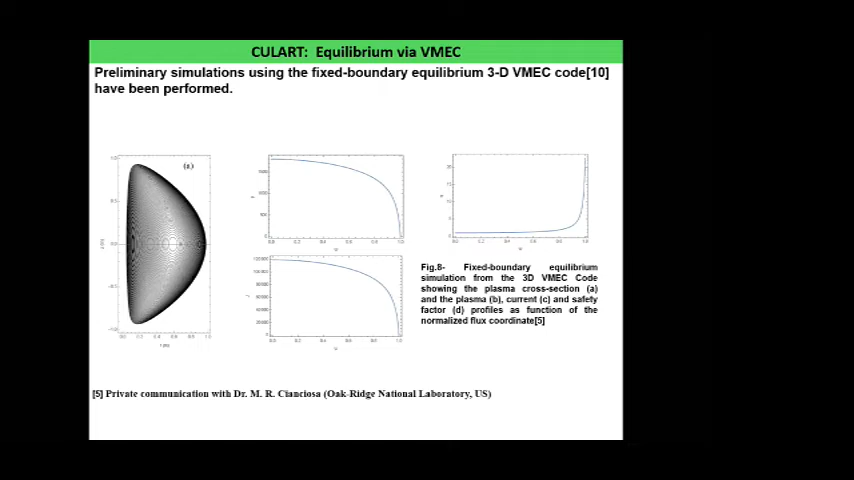 CULART: Equilibrium via VMEC
Preliminary simulations using the fixed-boundary equilibrium 3-D VMEC code[10]
have been performed.
(a)
Fig.8- Fixed-boundary equilibrium
simulation from the 3D VMEC Code
showing the plasma cross-section (a)
and the plasma (b), current (c) and safety
factor (d) profiles as function of the
normalized flux coordinate[5]
[5] Private communication with Dr. M. R. Cianciosa (Oak-Ridge National Laboratory, US)